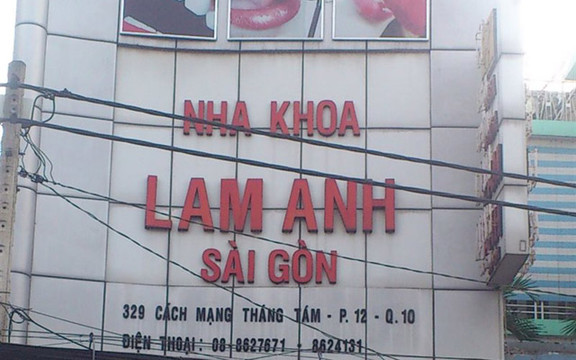 NHA KHOA
LAM ANH
SÀI GÒN
329 CÁCH MẠNG THÁNG TÁM - P. 12 - Q. 10
ĐIỆN THOẠI : 08-8627671 - 8624131